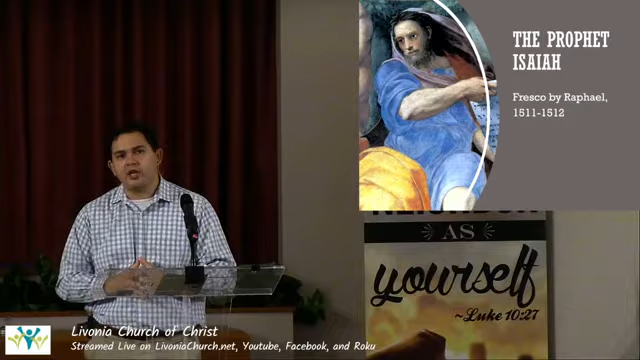 THE PROPHET
ISAIAH
Fresco by Raphael,
1511-1512
AS
yourself
~Luke 10:27
Livonia Church of Christ
Streamed Live on LivoniaChurch.net, Youtube, Facebook, and Roku